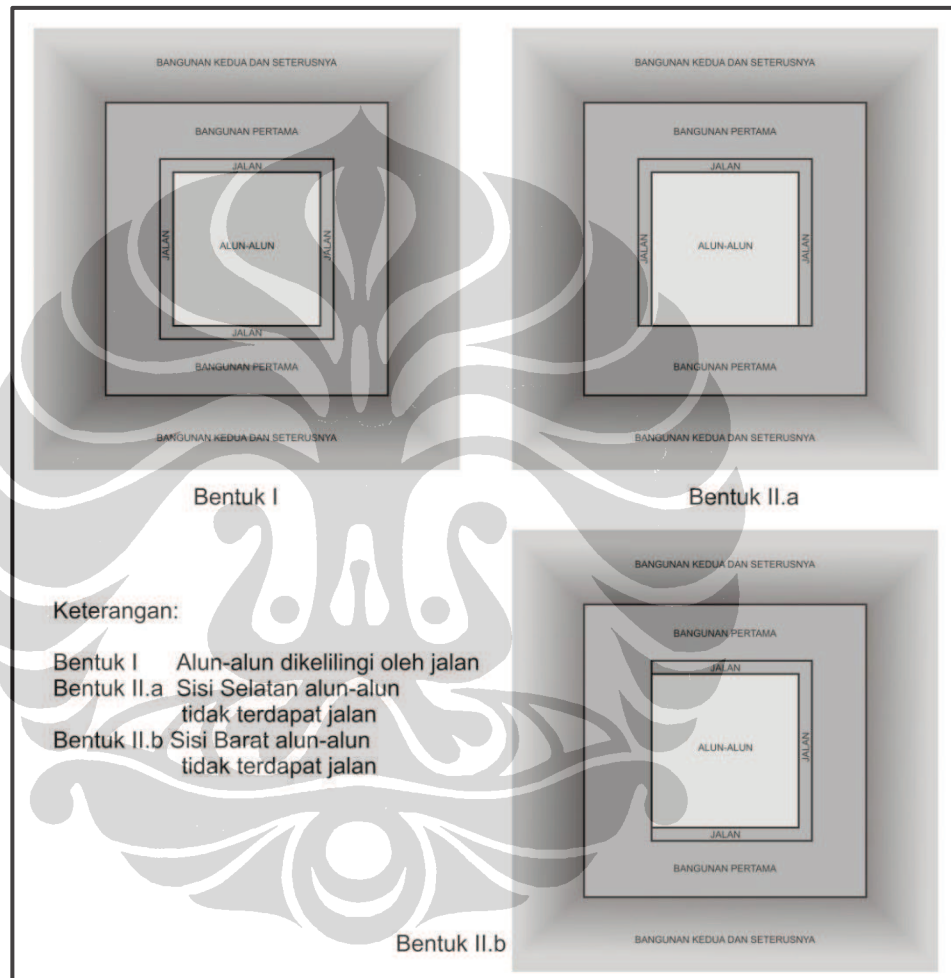 BANGUNAN KEDUA DAN SETERUSNYA
BANGUNAN PERTAMA
JALAN
JALAN
ALUN-ALUN
JALAN
JALAN
BANGUNAN PERTAMA
BANGUNAN KEDUA DAN SETERUSNYA
Bentuk I
BANGUNAN KEDUA DAN SETERUSNYA
BANGUNAN PERTAMA
JALAN
JALAN
ALUN-ALUN
JALAN
BANGUNAN PERTAMA
BANGUNAN KEDUA DAN SETERUSNYA
Bentuk II.a
Keterangan:
Bentuk I Alun-alun dikelilingi oleh jalan
Bentuk II.a Sisi Selatan alun-alun
tidak terdapat jalan
Bentuk II.b Sisi Barat alun-alun
tidak terdapat jalan
BANGUNAN KEDUA DAN SETERUSNYA
BANGUNAN PERTAMA
JALAN
ALUN-ALUN
JALAN
JALAN
BANGUNAN PERTAMA
BANGUNAN KEDUA DAN SETERUSNYA
Bentuk II.b